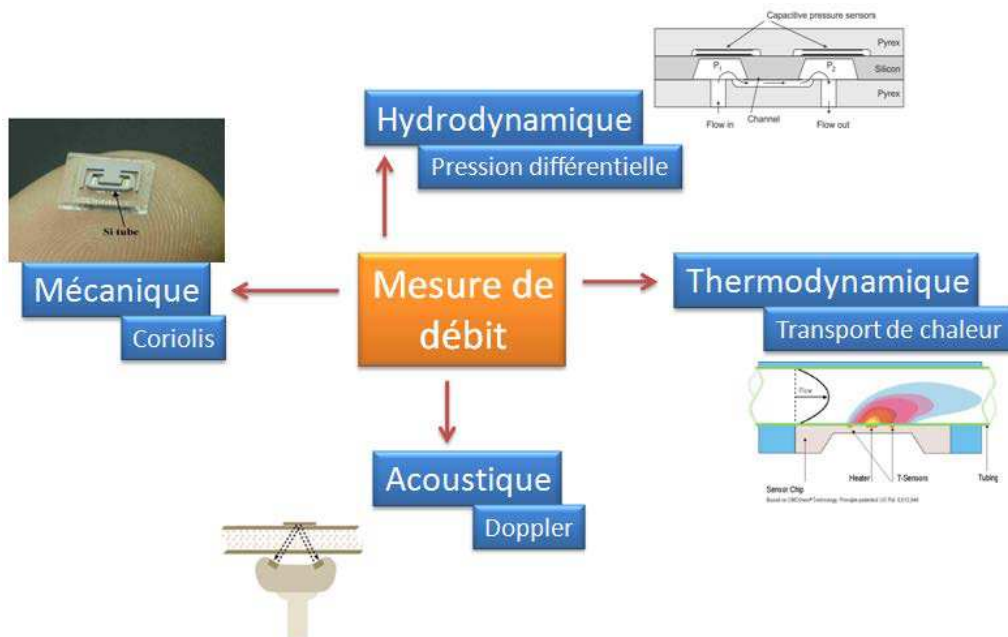 Capacitive pressure sensors
Pyrex
P1
P2
Silicon
Pyrex
Channel
Flow in
Flow out
Hydrodynamique
Pression différentielle
Si tube
Mécanique
Coriolis
Mesure de
débit
Thermodynamique
Transport de chaleur
Flow
Heater
T-Sensors
Tubing
Sensor Chip
Acoustique
Doppler